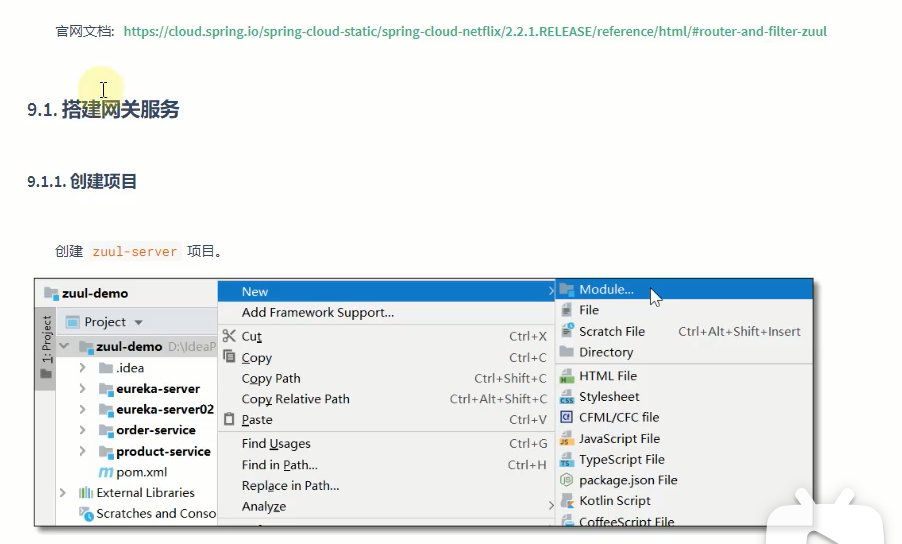 官网文档: https://cloud.spring.io/spring-cloud-static/spring-cloud-netflix/2.2.1.RELEASE/reference/html/#router-and-filter-zuul
9.1. 搭建网关服务
9.1.1. 创建项目
创建 zuul-server 项目。
zuul-demo
1: Project
Project
zuul-demo D:\IdeaP
.idea
eureka-server
eureka-server02
order-service
product-service
pom.xml
External Libraries
Scratches and Conso
New
Add Framework Support...
Cut Ctrl+X
Copy Ctrl+C
Copy Path Ctrl+Shift+C
Copy Relative Path Ctrl+Alt+Shift+C
Paste Ctrl+V
Find Usages Ctrl+G
Find in Path... Ctrl+H
Replace in Path...
Analyze
Module...
File
Scratch File Ctrl+Alt+Shift+Insert
Directory
HTML File
Stylesheet
CFML/CFC file
JavaScript File
TypeScript File
package.json File
Kotlin Script
CoffeeScript File